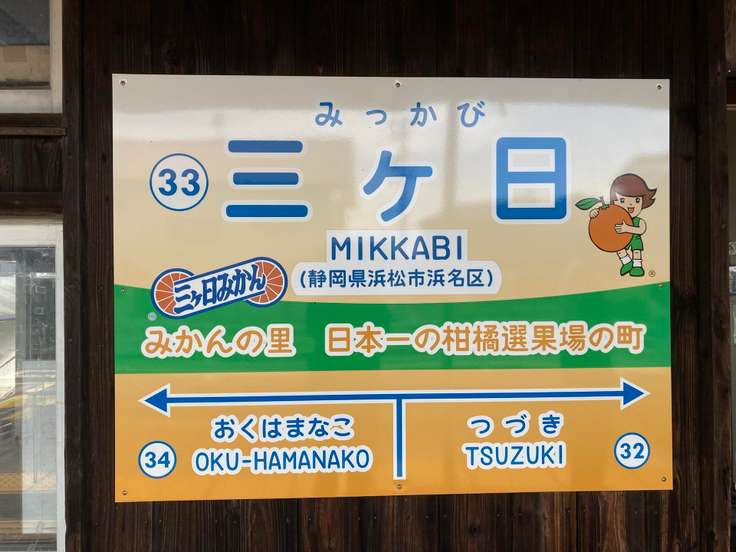 みっかび
33 三ヶ日
MIKKABI
(静岡県浜松市浜名区)
三ヶ日みかん
みかんの里 日本一の柑橘選果場の町
おくはまなこ つづき
34 OKU-HAMANAKO TSUZUKI 32